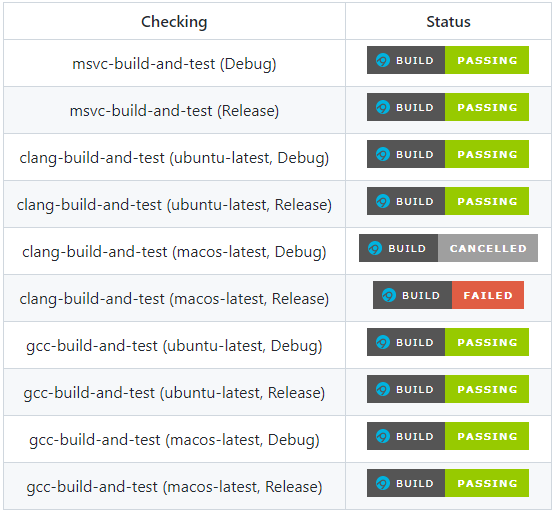 Checking Status
msvc-build-and-test (Debug) BUILD PASSING
msvc-build-and-test (Release) BUILD PASSING
clang-build-and-test (ubuntu-latest, Debug) BUILD PASSING
clang-build-and-test (ubuntu-latest, Release) BUILD PASSING
clang-build-and-test (macos-latest, Debug) BUILD CANCELLED
clang-build-and-test (macos-latest, Release) BUILD FAILED
gcc-build-and-test (ubuntu-latest, Debug) BUILD PASSING
gcc-build-and-test (ubuntu-latest, Release) BUILD PASSING
gcc-build-and-test (macos-latest, Debug) BUILD PASSING
gcc-build-and-test (macos-latest, Release) BUILD PASSING